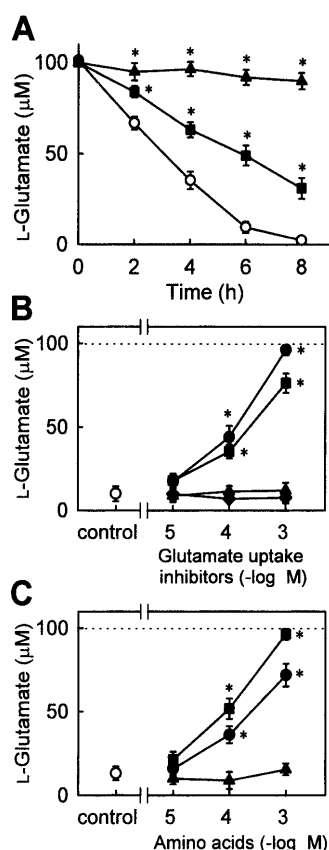 A
L-Glutamate (µM)
100
50
0
* * * *
* * * *
0 2 4 6 8
Time (h)
B
L-Glutamate (µM)
100
50
0
*
*
*
*
control 5 4 3
Glutamate uptake
inhibitors (-log M)
C
L-Glutamate (µM)
100
50
0
*
*
*
*
control 5 4 3
Amino acids (-log M)